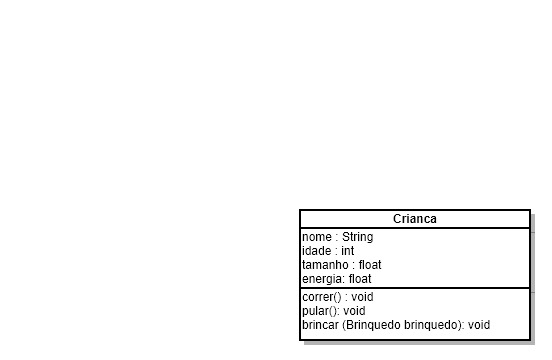 Crianca
nome : String
idade : int
tamanho : float
energia: float
correr() : void
pular(): void
brincar (Brinquedo brinquedo): void